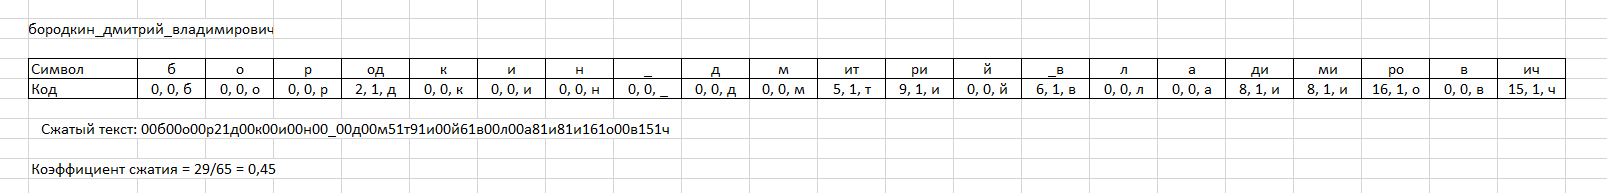 бородкин_дмитрий_владимирович
Символ б о р од к и н _ д м ит ри й _в л а ди ми ро в ич
Код 0, 0, б 0, 0, о 0, 0, р 2, 1, д 0, 0, к 0, 0, и 0, 0, н 0, 0, _ 0, 0, д 0, 0, м 5, 1, т 9, 1, и 0, 0, й 6, 1, в 0, 0, л 0, 0, а 8, 1, и 8, 1, и 16, 1, о 0, 0, в 15, 1, ч
Сжатый текст: 00б00о00р21д00к00и00н00_00д00м51т91и00й61в00л00а81и81и161о00в151ч
Коэффициент сжатия = 29/65 = 0,45